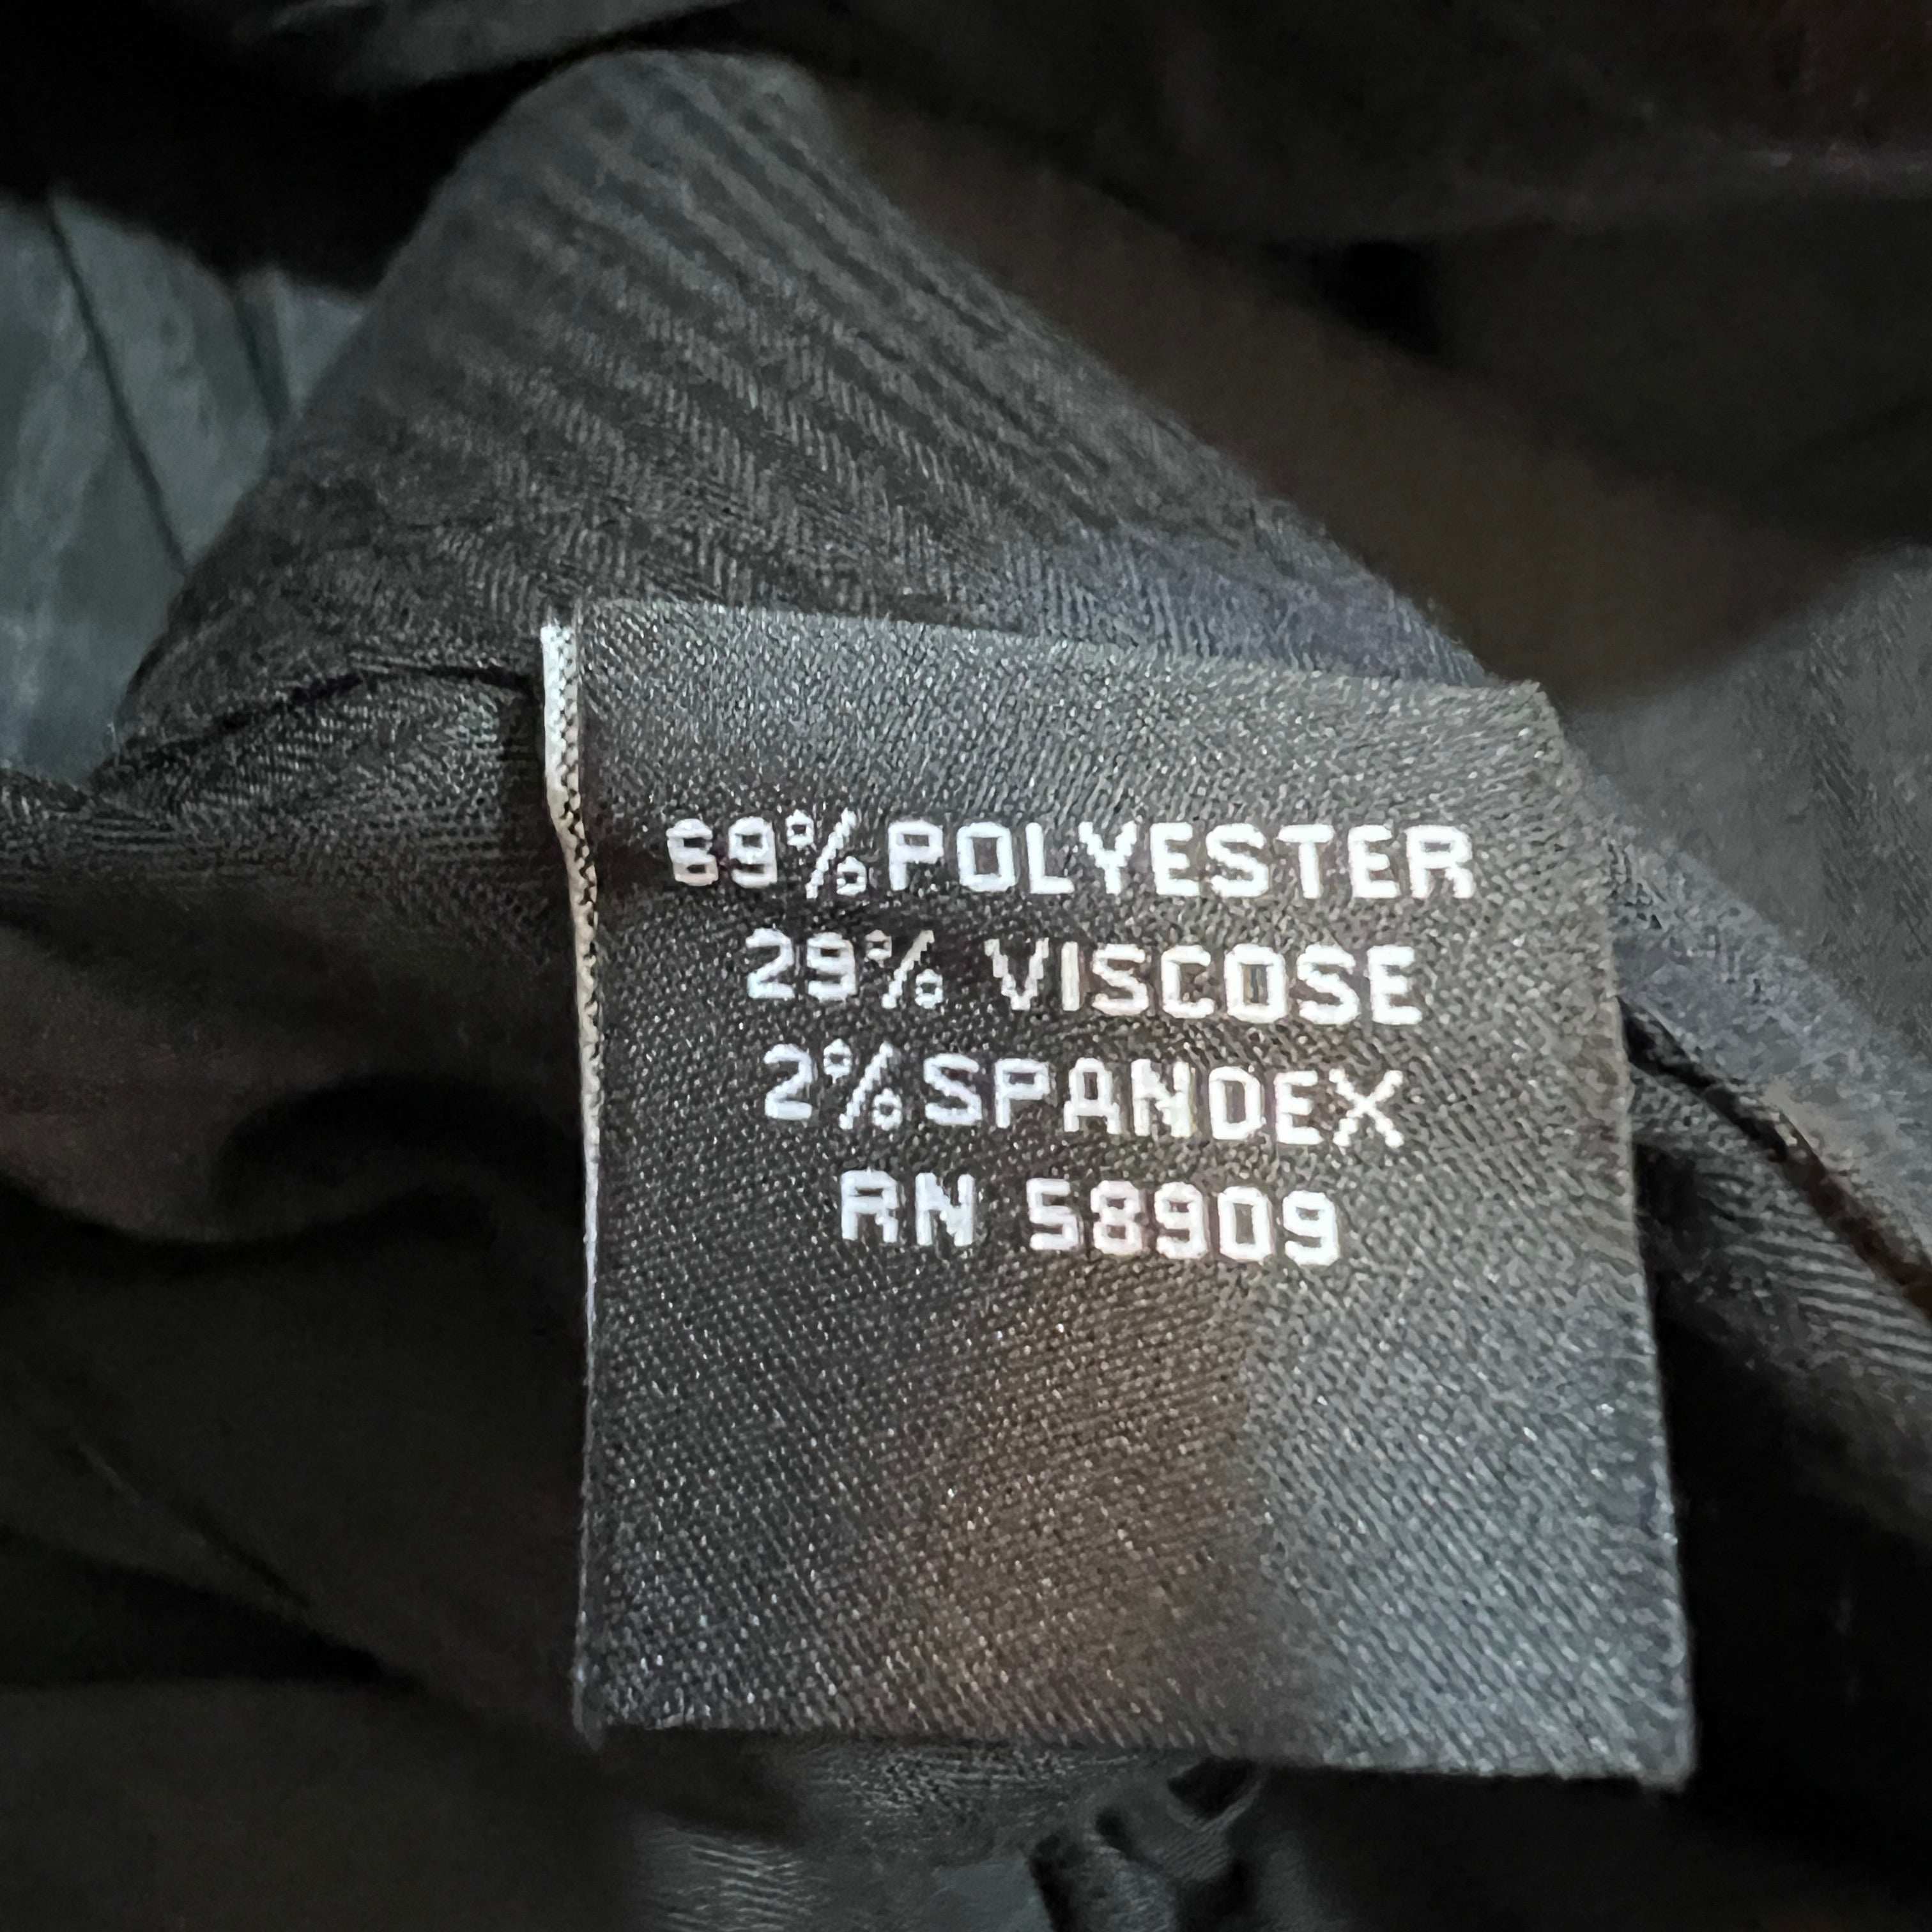 69% POLYESTER
29% VISCOSE
2% SPANDEX
RN 58909